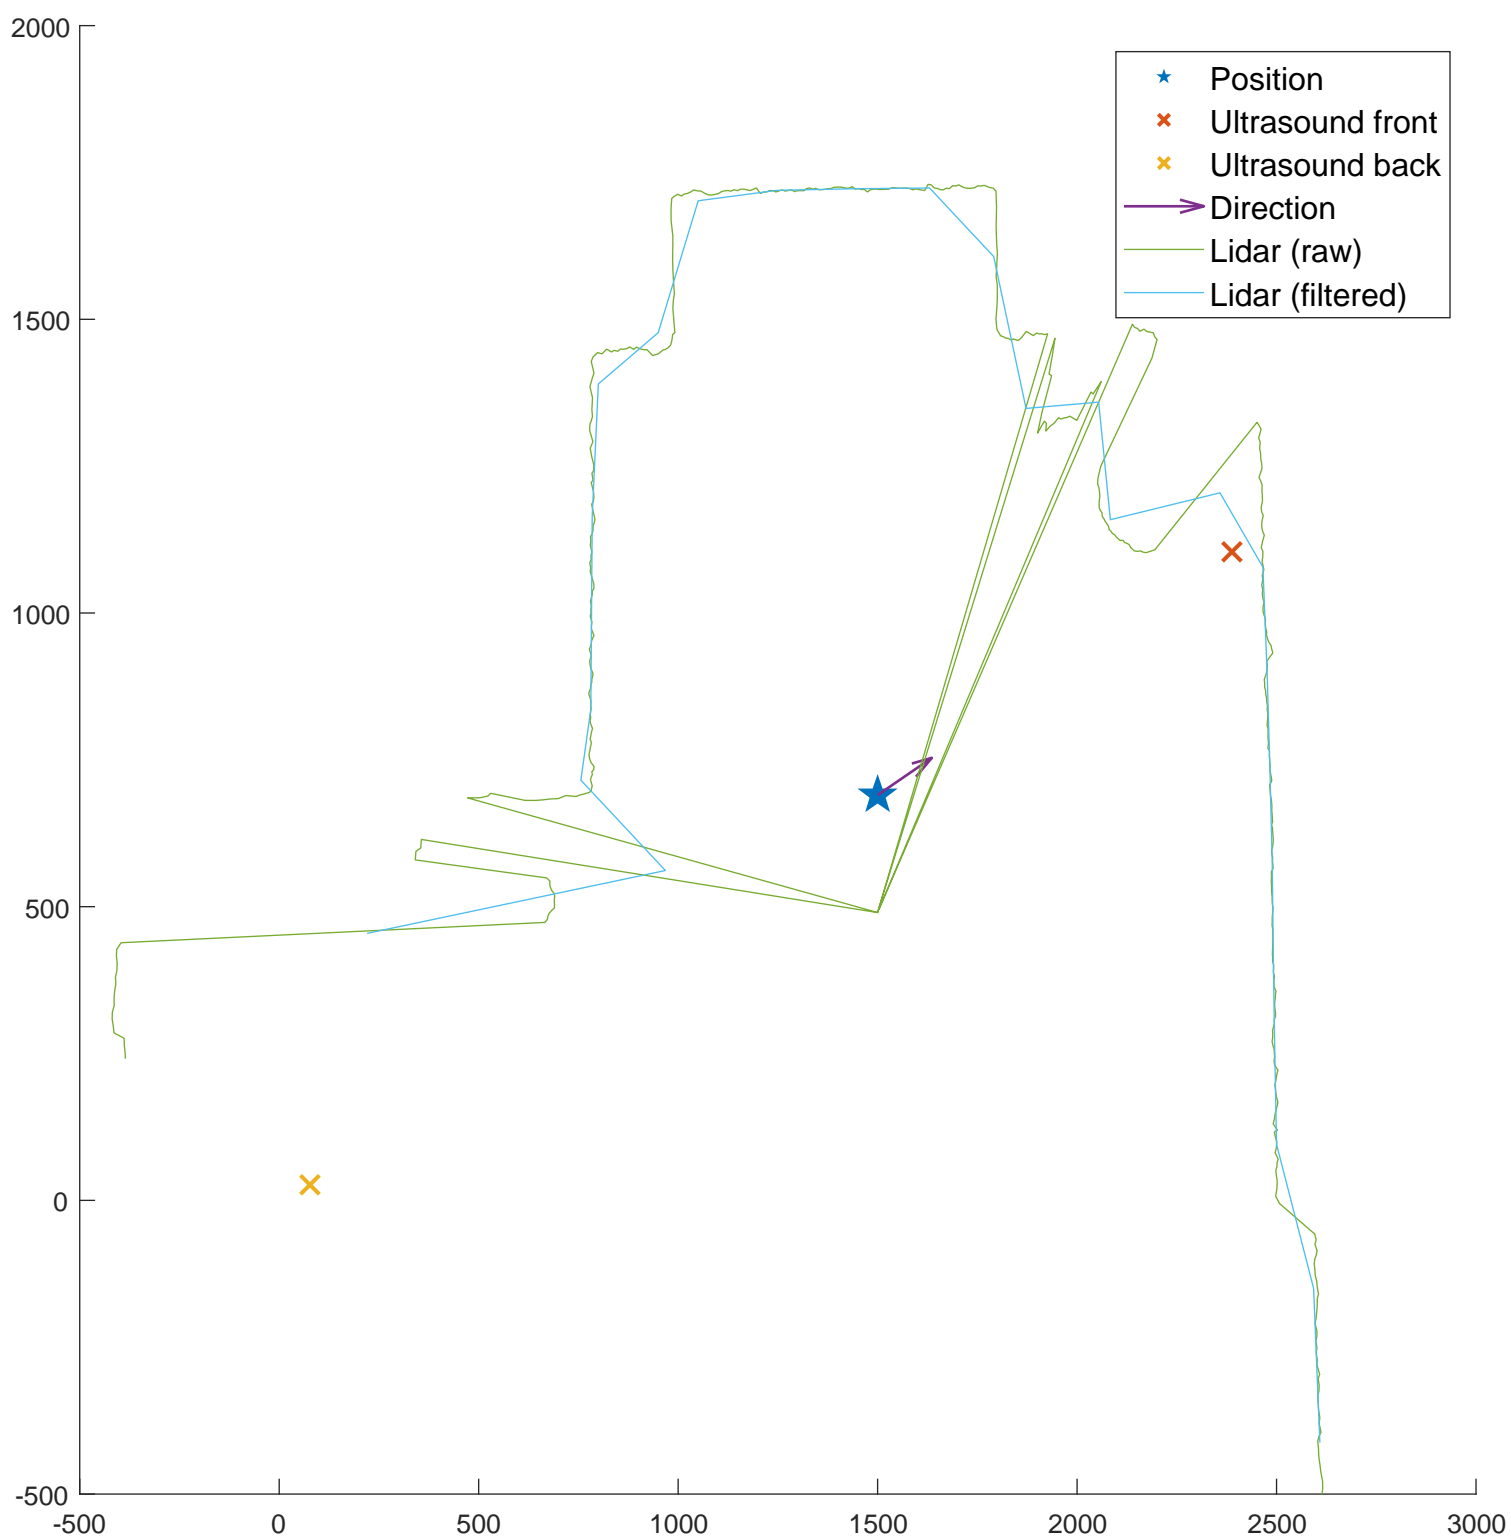 2000
1500
1000
500
0
-500
Position
Ultrasound front
Ultrasound back
Direction
Lidar (raw)
Lidar (filtered)
-500 0 500 1000 1500 2000 2500 3000